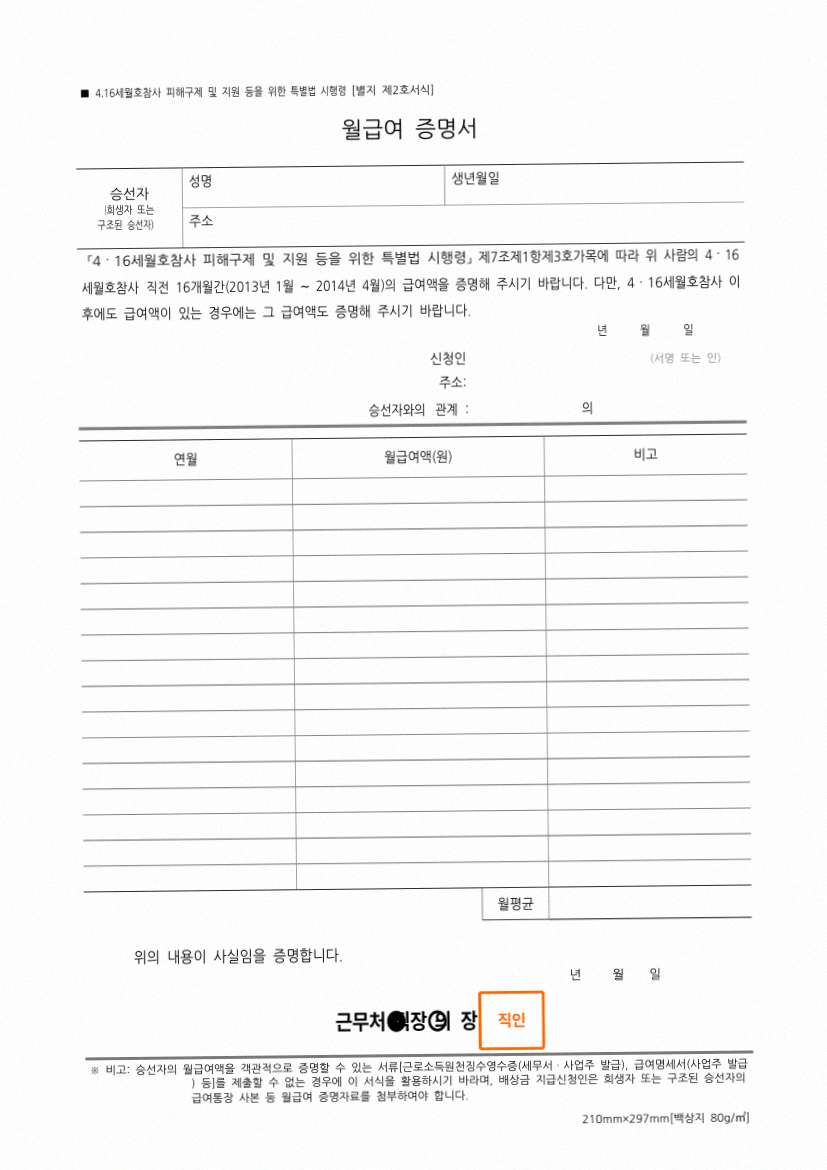 ■ 4.16세월호참사 피해구제 및 지원 등을 위한 특별법 시행령 [별지 제2호서식]
월급여 증명서
승선자
(희생자 또는
구조된 승선자)
성명
생년월일
주소
「4ㆍ16세월호참사 피해구제 및 지원 등을 위한 특별법 시행령」 제7조제1항제3호가목에 따라 위 사람의 4ㆍ16
세월호참사 직전 16개월간(2013년 1월 ~ 2014년 4월)의 급여액을 증명해 주시기 바랍니다. 다만, 4ㆍ16세월호참사 이
후에도 급여액이 있는 경우에는 그 급여액도 증명해 주시기 바랍니다.
년 월 일
신청인 (서명 또는 인)
주소:
승선자와의 관계 : 의
연월 월급여액(원) 비고
월평균
위의 내용이 사실임을 증명합니다.
년 월 일
근무처 장 의 장 직인
※ 비고: 승선자의 월급여액을 객관적으로 증명할 수 있는 서류[근로소득원천징수영수증(세무서ㆍ사업주 발급), 급여명세서(사업주 발급
) 등]를 제출할 수 없는 경우에 이 서식을 활용하시기 바라며, 배상금 지급신청인은 희생자 또는 구조된 승선자의
급여통장 사본 등 월급여 증명자료를 첨부하여야 합니다.
210mm×297mm[백상지 80g/㎡]